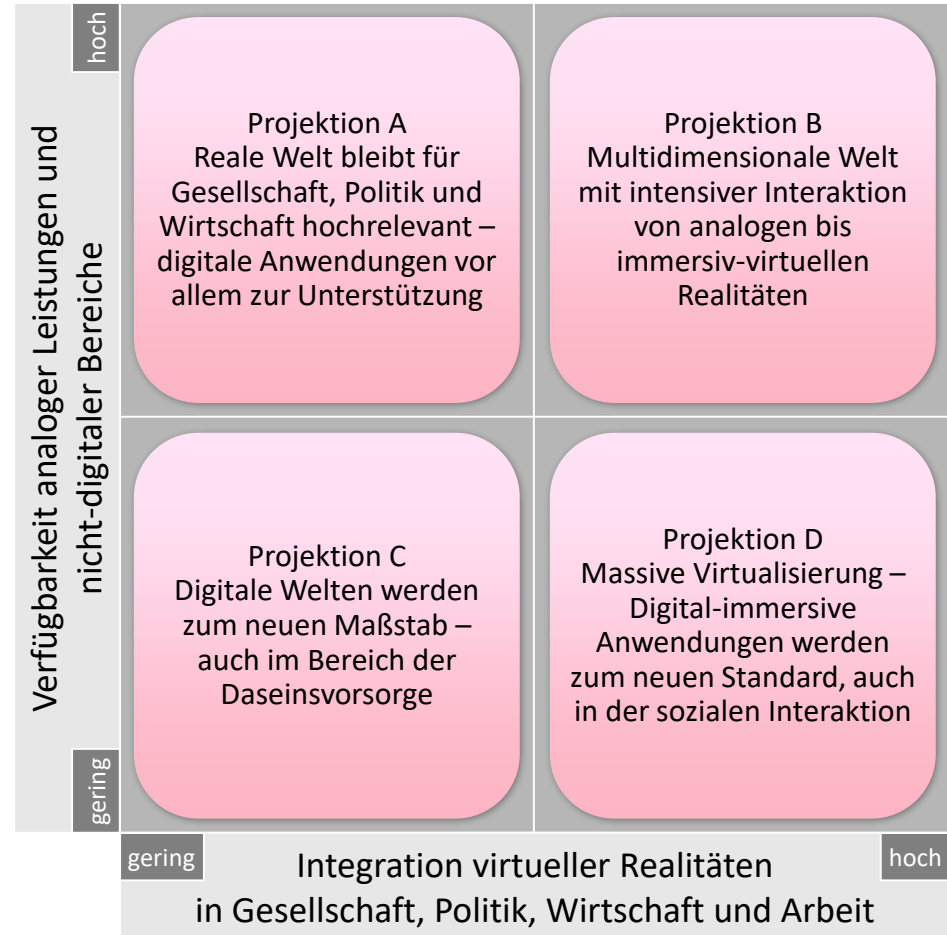 hoch
Verfügbarkeit analoger Leistungen und
nicht-digitaler Bereiche
gering
Projektion A
Reale Welt bleibt für
Gesellschaft, Politik und
Wirtschaft hochrelevant –
digitale Anwendungen vor
allem zur Unterstützung
Projektion B
Multidimensionale Welt
mit intensiver Interaktion
von analogen bis
immersiv-virtuellen
Realitäten
Projektion C
Digitale Welten werden
zum neuen Maßstab –
auch im Bereich der
Daseinsvorsorge
Projektion D
Massive Virtualisierung –
Digital-immersive
Anwendungen werden
zum neuen Standard, auch
in der sozialen Interaktion
gering
Integration virtueller Realitäten
in Gesellschaft, Politik, Wirtschaft und Arbeit
hoch